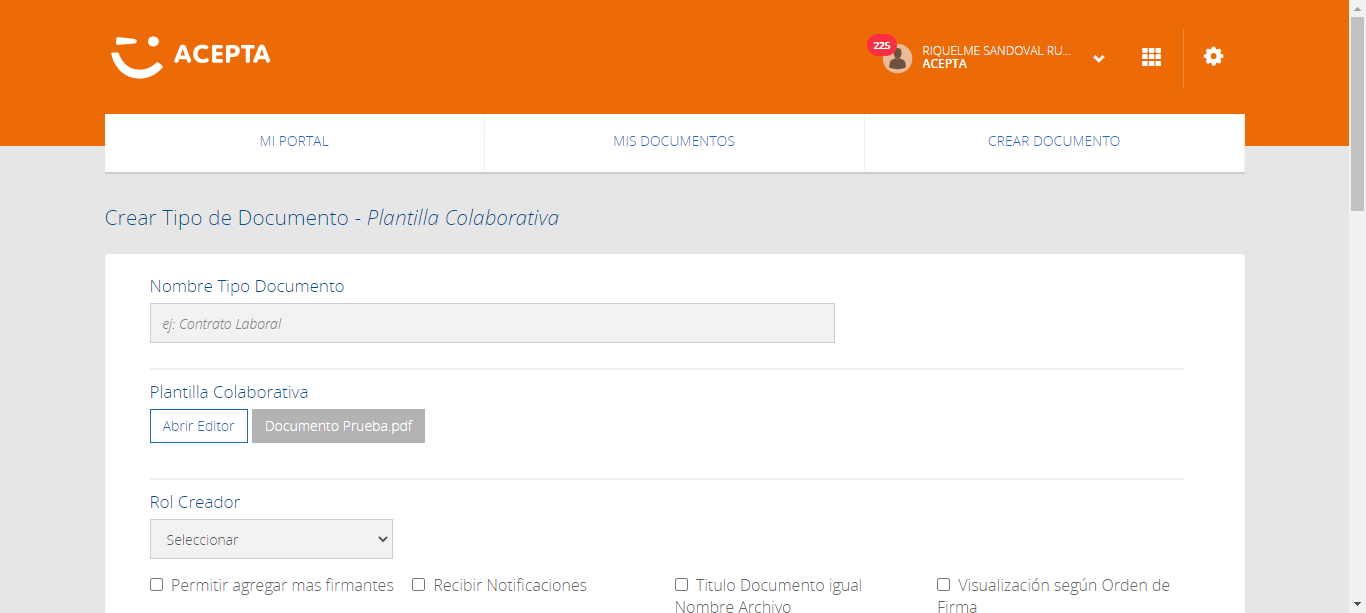 ACEPTA
225
RIQUELME SANDOVAL RU...
ACEPTA
MI PORTAL
MIS DOCUMENTOS
CREAR DOCUMENTO
Crear Tipo de Documento - Plantilla Colaborativa
Nombre Tipo Documento
ej: Contrato Laboral
Plantilla Colaborativa
Abrir Editor
Documento Prueba.pdf
Rol Creador
Seleccionar
Permitir agregar mas firmantes
Recibir Notificaciones
Titulo Documento igual
Nombre Archivo
Visualización según Orden de
Firma